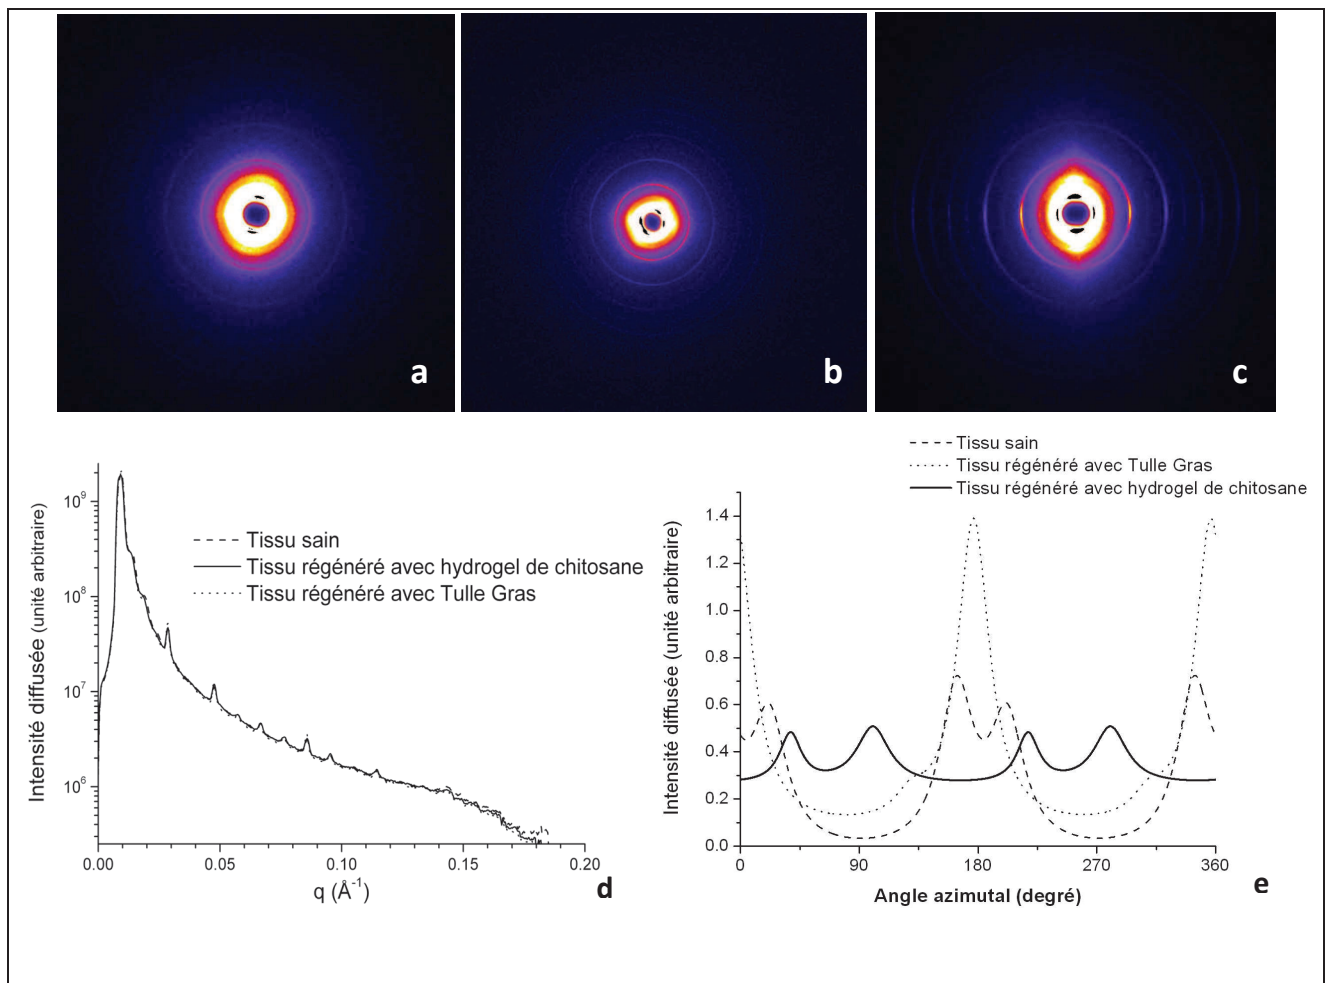 a
b
c
Intensité diffusée (unité arbitraire)
10⁹
10⁸
10⁷
10⁶
Tissu sain
Tissu régénéré avec hydrogel de chitosane
Tissu régénéré avec Tulle Gras
0.00
0.05
0.10
0.15
0.20
q (Å⁻¹)
d
Tissu sain
Tissu régénéré avec Tulle Gras
Tissu régénéré avec hydrogel de chitosane
Intensité diffusée (unité arbitraire)
1.4
1.2
1.0
0.8
0.6
0.4
0.2
0.0
0
90
180
270
360
Angle azimutal (degré)
e